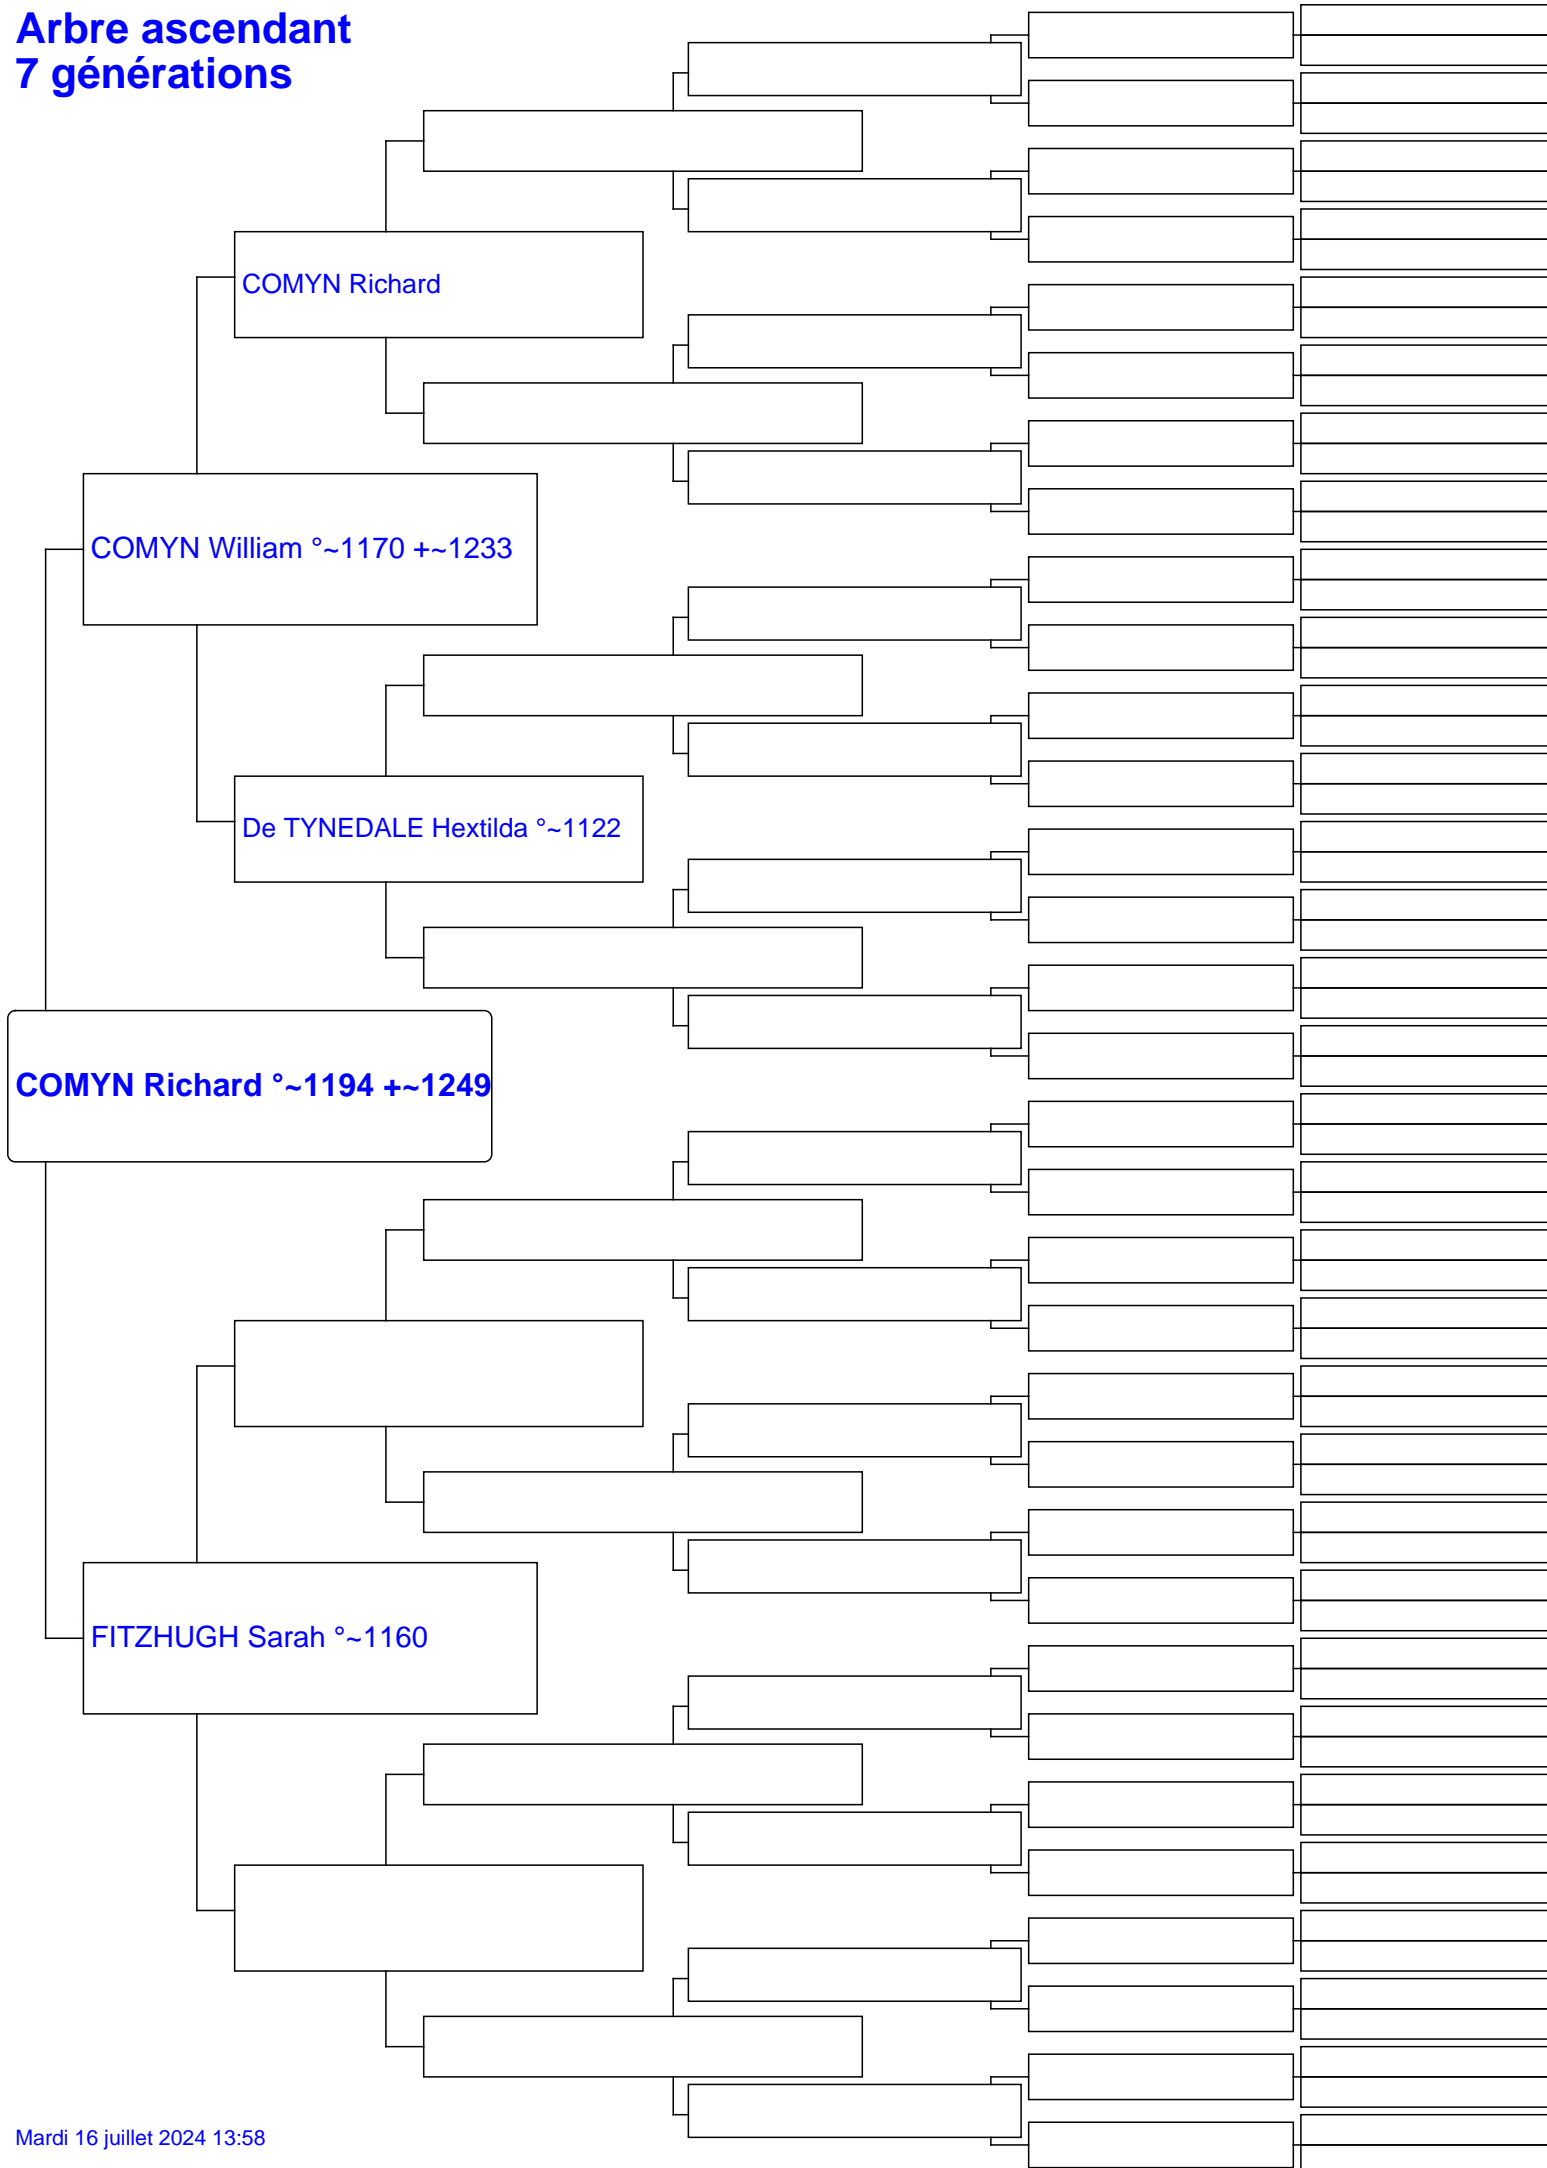 Arbre ascendant
7 générations
COMYN Richard
COMYN William °~1170 +~1233
De TYNEDALE Hextilda °~1122
COMYN Richard °~1194 +~1249
FITZHUGH Sarah °~1160
Mardi 16 juillet 2024 13:58